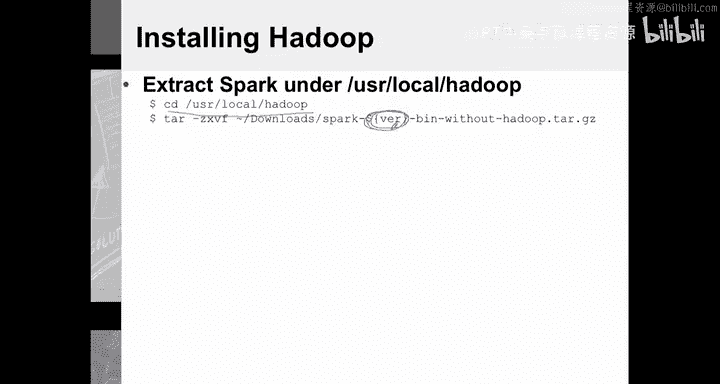 Installing Hadoop
• Extract Spark under /usr/local/hadoop
$ cd /usr/local/hadoop
$ tar -zxvf ~/Downloads/spark-${ver}-bin-without-hadoop.tar.gz
bilibili